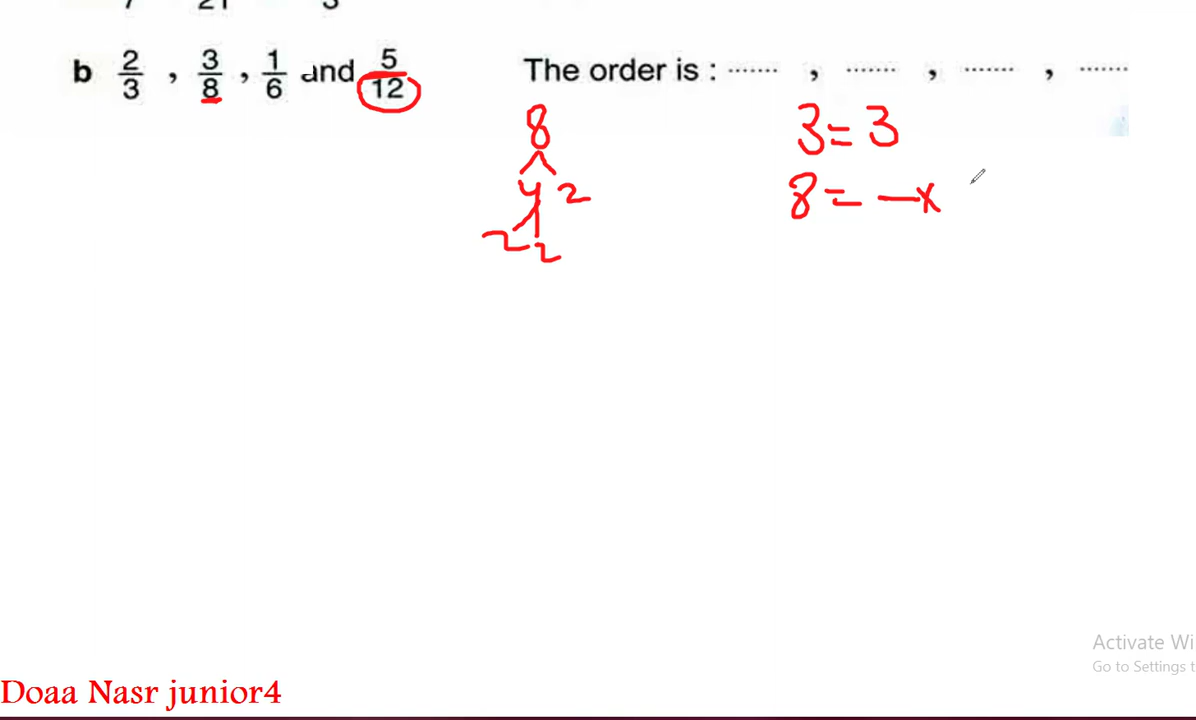 b 2/3 , 3/8 , 1/6 and 5/12 The order is : ....... , ....... , ....... , .......
8
4 2
2 2
3 = 3
8 = — x
Activate Wi
Go to Settings t
Doaa Nasr junior4